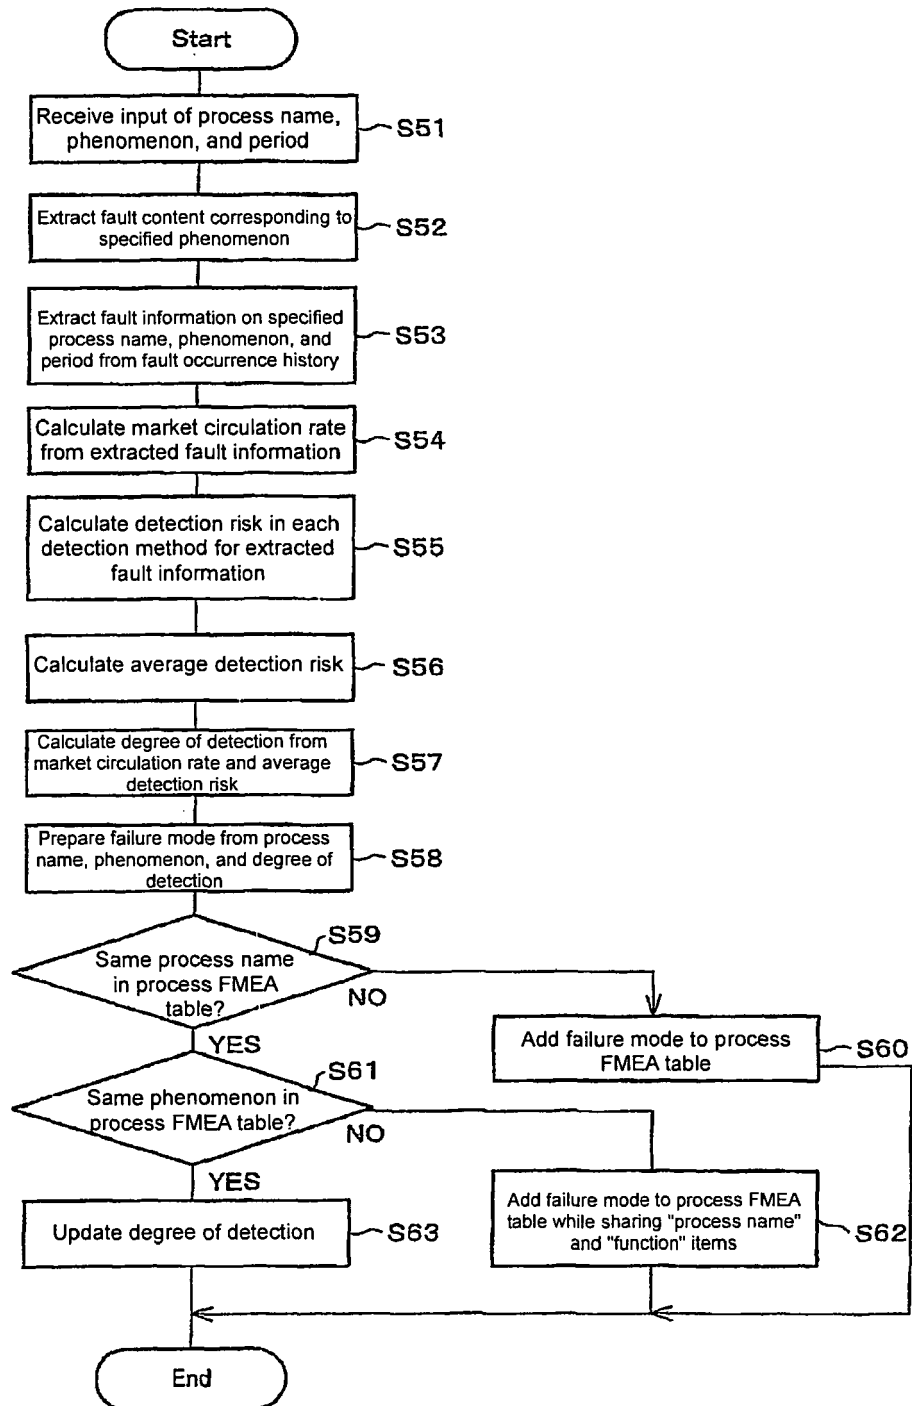 Start
Receive input of process name,
phenomenon, and period
S51
Extract fault content corresponding to
specified phenomenon
S52
Extract fault information on specified
process name, phenomenon, and
period from fault occurrence history
S53
Calculate market circulation rate
from extracted fault information
S54
Calculate detection risk in each
detection method for extracted
fault information
S55
Calculate average detection risk
S56
Calculate degree of detection from
market circulation rate and average
detection risk
S57
Prepare failure mode from process
name, phenomenon, and degree of
detection
S58
S59
Same process name
in process FMEA
table?
NO
YES
Add failure mode to process
FMEA table
S60
S61
Same phenomenon in
process FMEA table?
NO
YES
Add failure mode to process FMEA
table while sharing "process name"
and "function" items
S62
Update degree of detection
S63
End